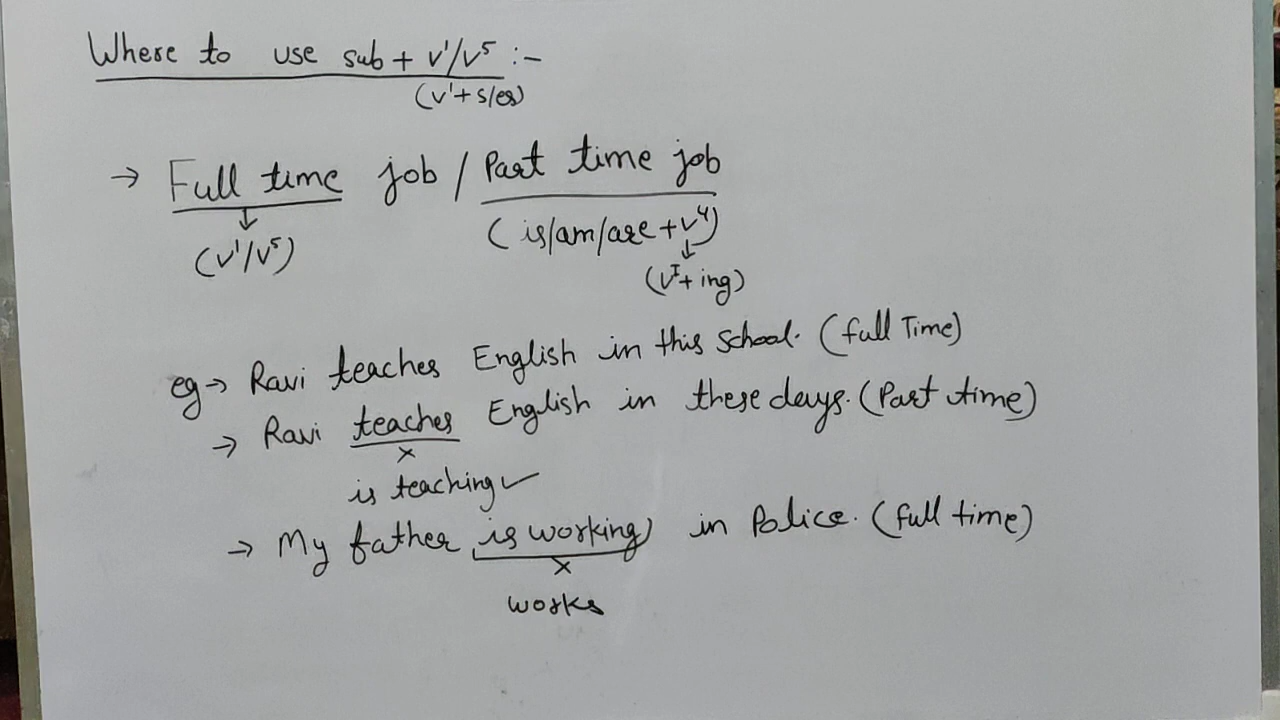 Where to use sub + v¹/v⁵ :-
(v¹+ s/es)
→ Full time job / Part time job
(v¹/v⁵)
( is/am/are + v⁴)
(vᴵ+ ing)
eg → Ravi teaches English in this school. (full Time)
→ Ravi teaches English in these days. (Part time)
×
is teaching ✓
→ My father is working in Police. (full time)
×
works